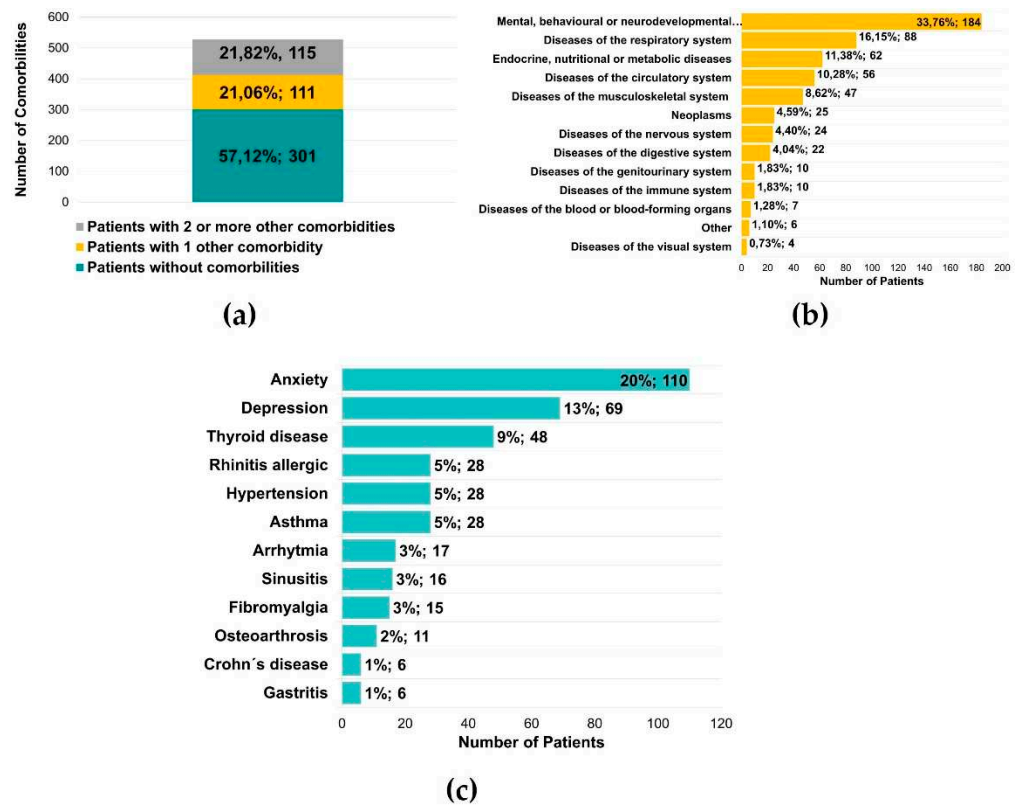 600
500
400
300
200
100
0
Number of Comorbilities
21,82%, 115
21,06%; 111
57,12%; 301
Patients with 2 or more other comorbidities
Patients with 1 other comorbidity
Patients without comorbilities
(a)
Mental, behavioural or neurodevelopmental… 33,76%; 184
Diseases of the respiratory system 16,15%; 88
Endocrine, nutritional or metabolic diseases 11,38%; 62
Diseases of the circulatory system 10,28%; 56
Diseases of the musculoskeletal system 8,62%; 47
Neoplasms 4,59%; 25
Diseases of the nervous system 4,40%; 24
Diseases of the digestive system 4,04%; 22
Diseases of the genitourinary system 1,83%; 10
Diseases of the immune system 1,83%; 10
Diseases of the blood or blood-forming organs 1,28%; 7
Other 1,10%; 6
Diseases of the visual system 0,73%; 4
0 20 40 60 80 100 120 140 160 180 200
Number of Patients
(b)
Anxiety 20%; 110
Depression 13%; 69
Thyroid disease 9%; 48
Rhinitis allergic 5%; 28
Hypertension 5%; 28
Asthma 5%; 28
Arrhytmia 3%; 17
Sinusitis 3%; 16
Fibromyalgia 3%; 15
Osteoarthrosis 2%; 11
Crohn´s disease 1%; 6
Gastritis 1%; 6
0 20 40 60 80 100 120
Number of Patients
(c)